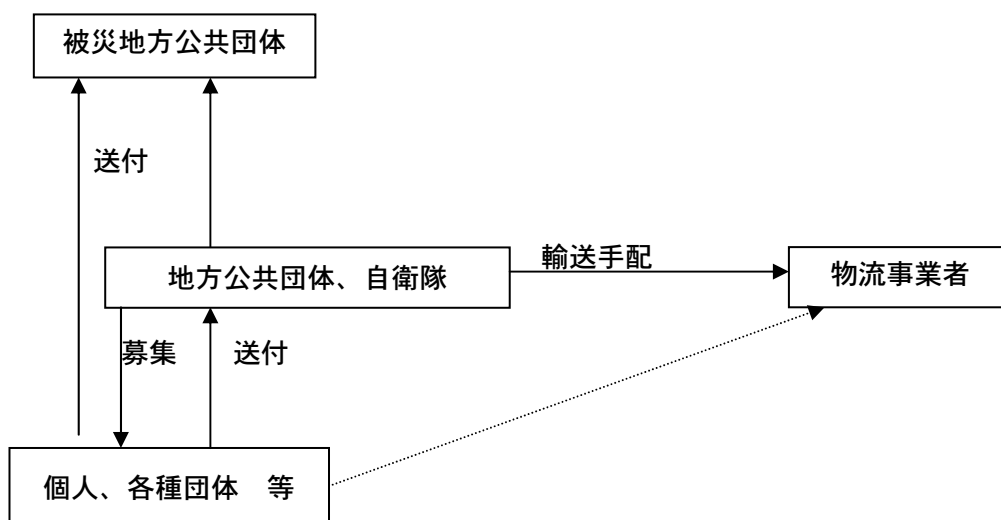 被災地方公共団体
送付
地方公共団体、自衛隊
輸送手配
物流事業者
募集
送付
個人、各種団体　等